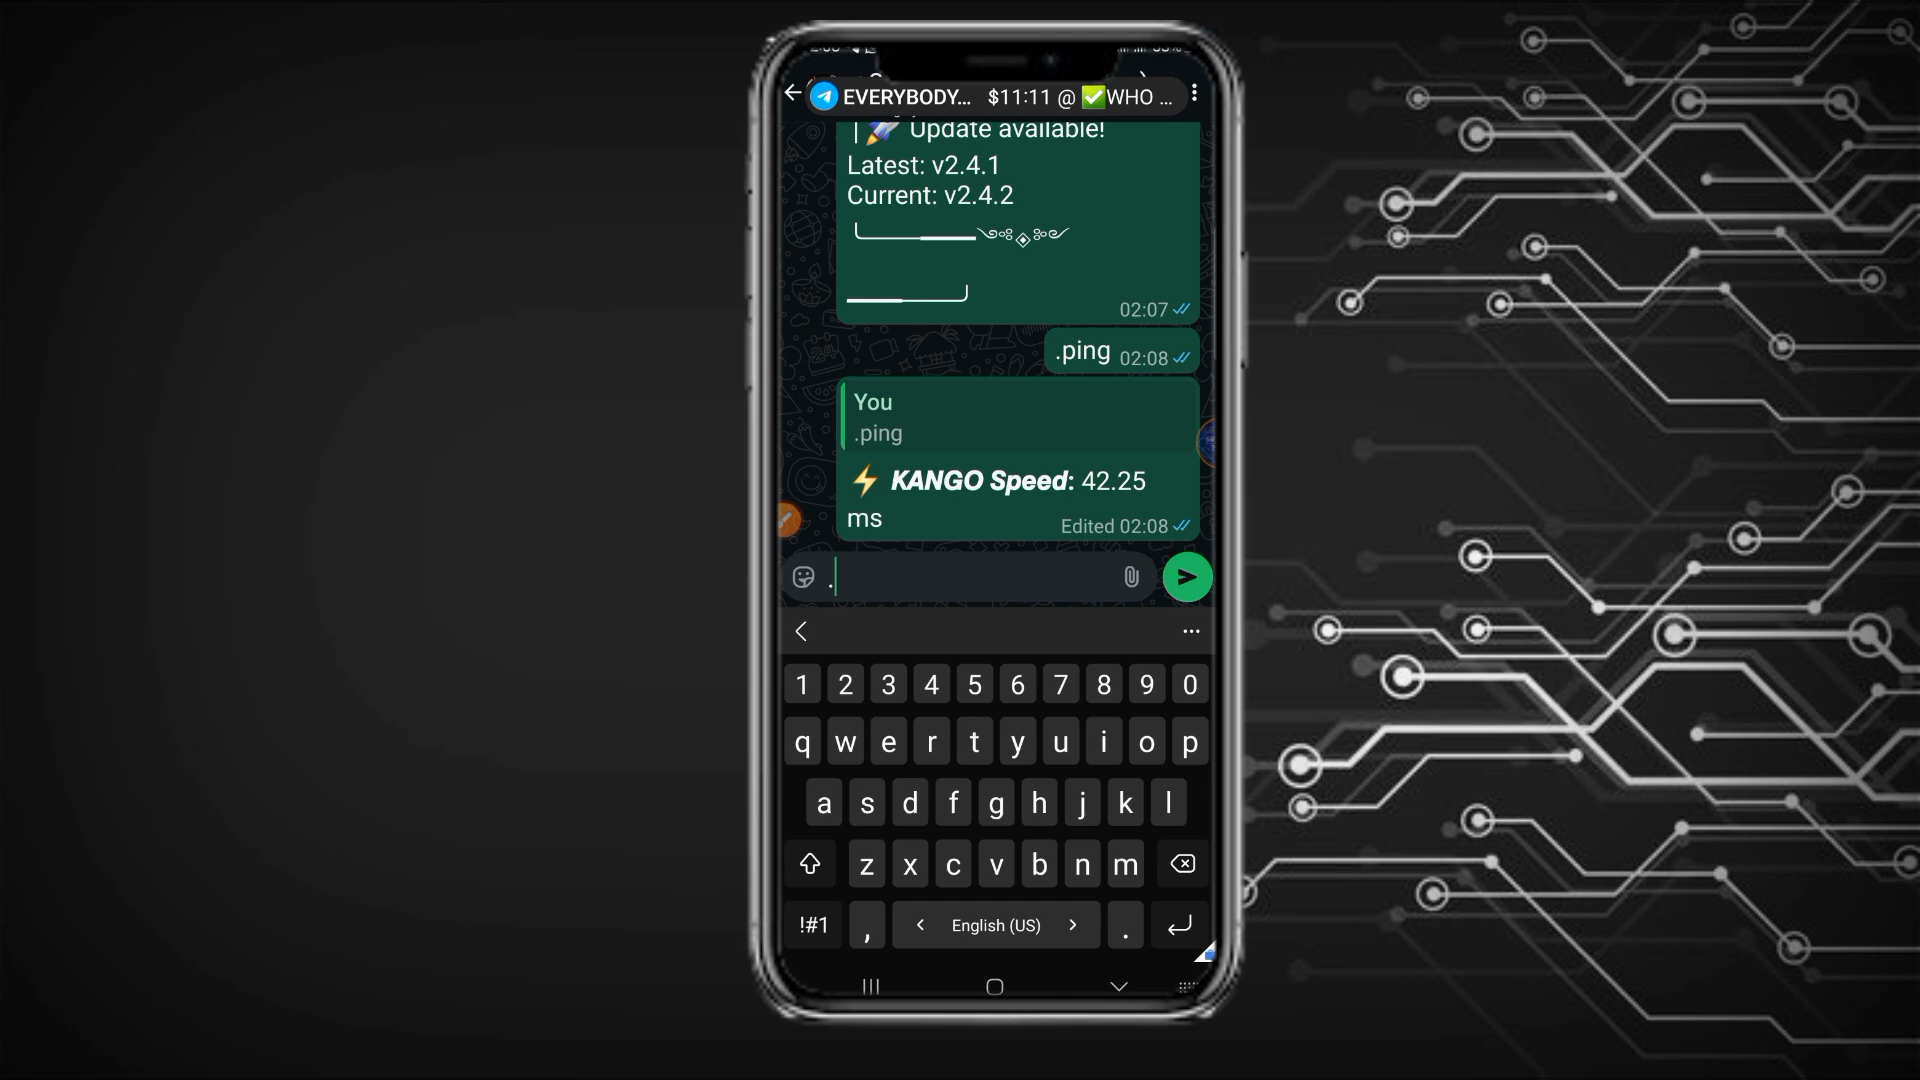 EVERYBODY... $11:11 @ ✅WHO ...
| 🚀 Update available!
Latest: v2.4.1
Current: v2.4.2
02:07
.ping 02:08
You
.ping
⚡ KANGO Speed: 42.25
ms
Edited 02:08
.
1 2 3 4 5 6 7 8 9 0
q w e r t y u i o p
a s d f g h j k l
z x c v b n m
!#1 , < English (US) > .